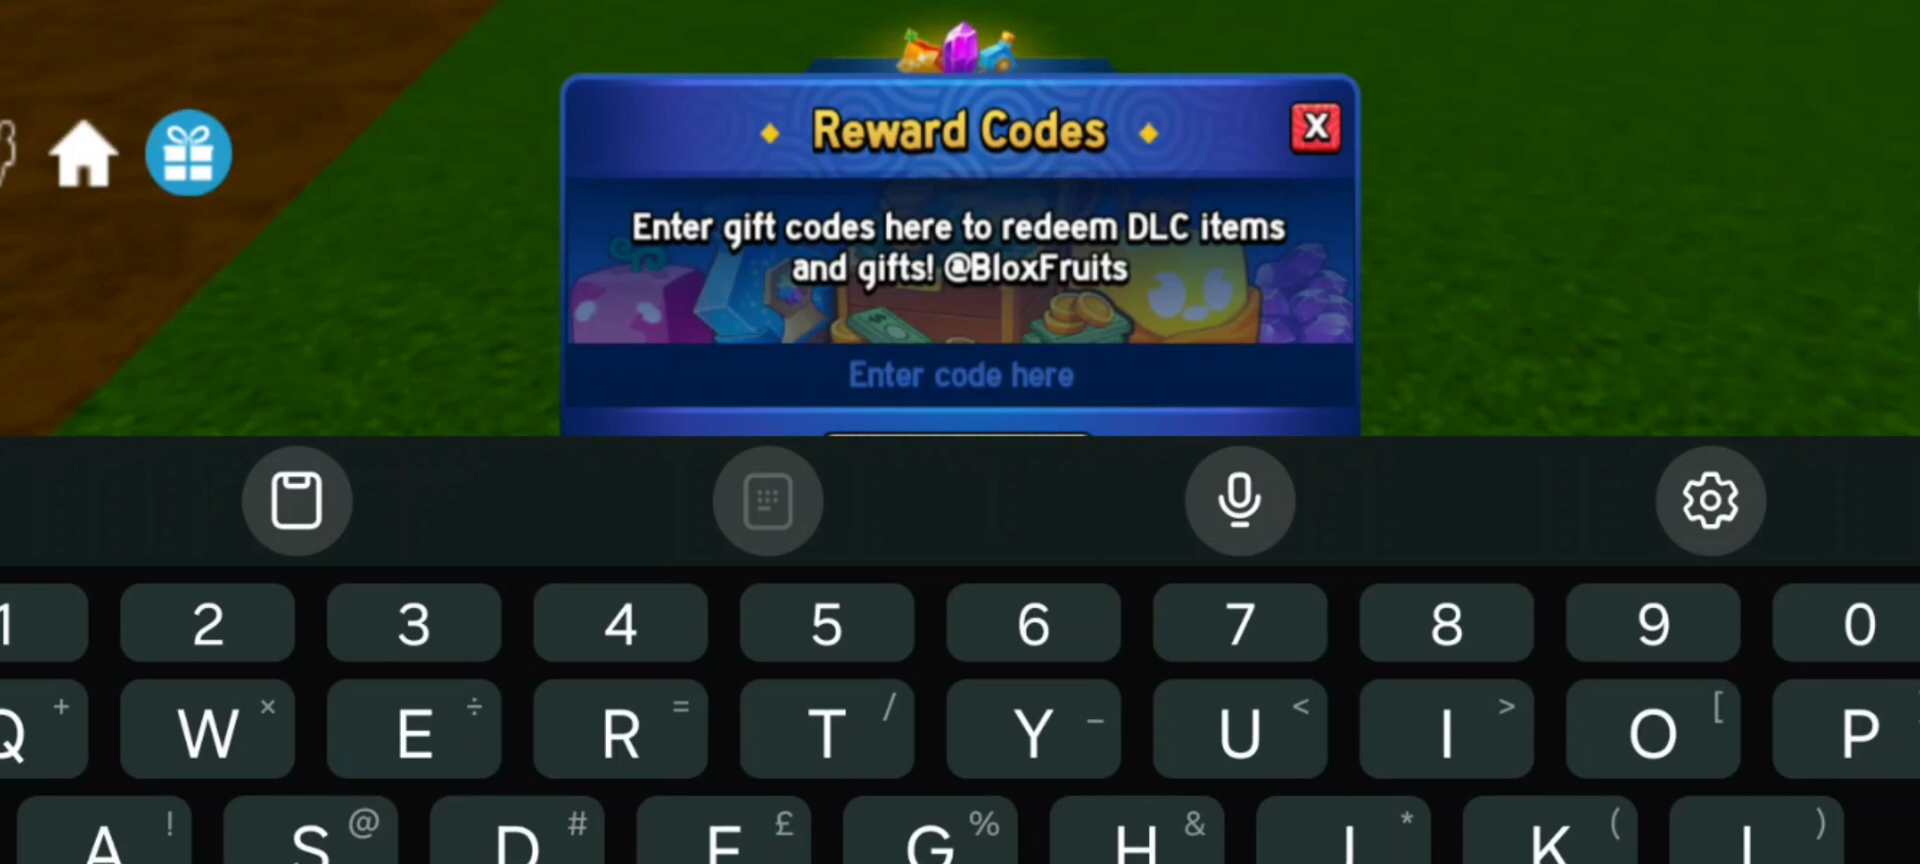 Reward Codes
X
Enter gift codes here to redeem DLC items
and gifts! @BloxFruits
Enter code here
1 2 3 4 5 6 7 8 9 0
Q + W × E ÷ R = T / Y - U < I > O [ P
A ! S @ D # F £ G % H & J * K ( L )